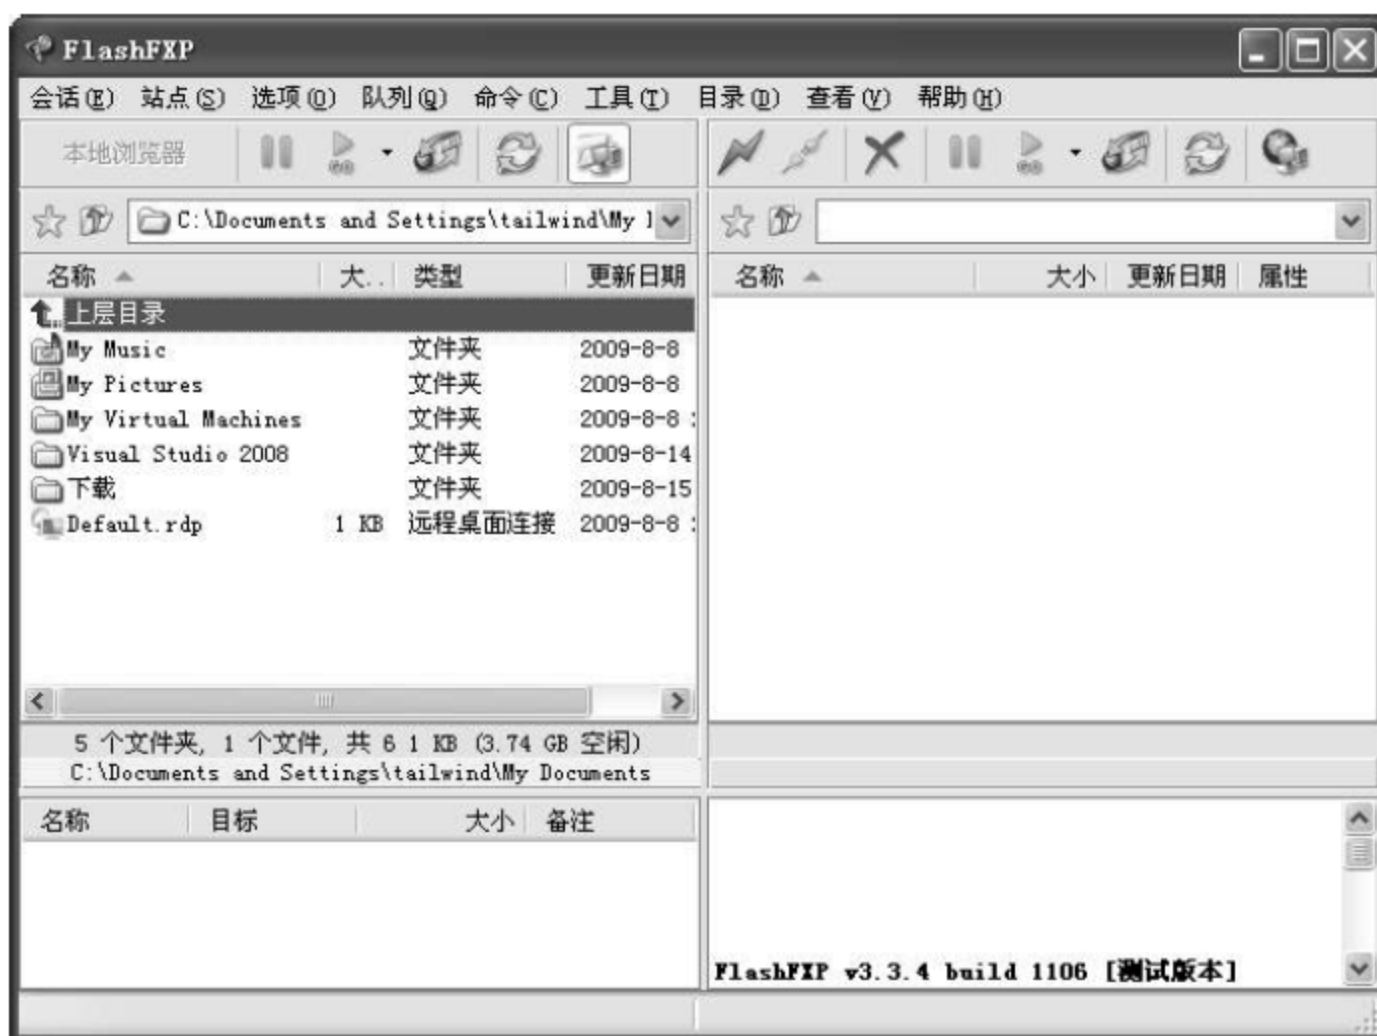 FlashFXP
会话(E) 站点(S) 选项(O) 队列(Q) 命令(C) 工具(T) 目录(D) 查看(V) 帮助(H)
本地浏览器
C:\Documents and Settings\tailwind\My
名称 大.. 类型 更新日期
上层目录
My Music 文件夹 2009-8-8
My Pictures 文件夹 2009-8-8
My Virtual Machines 文件夹 2009-8-8
Visual Studio 2008 文件夹 2009-8-14
下载 文件夹 2009-8-15
Default.rdp 1 KB 远程桌面连接 2009-8-8
5 个文件夹, 1 个文件, 共 6 1 KB (3.74 GB 空闲)
C:\Documents and Settings\tailwind\My Documents
名称 大小 更新日期 属性
名称 目标 大小 备注
FlashFXP v3.3.4 build 1106 [测试版本]